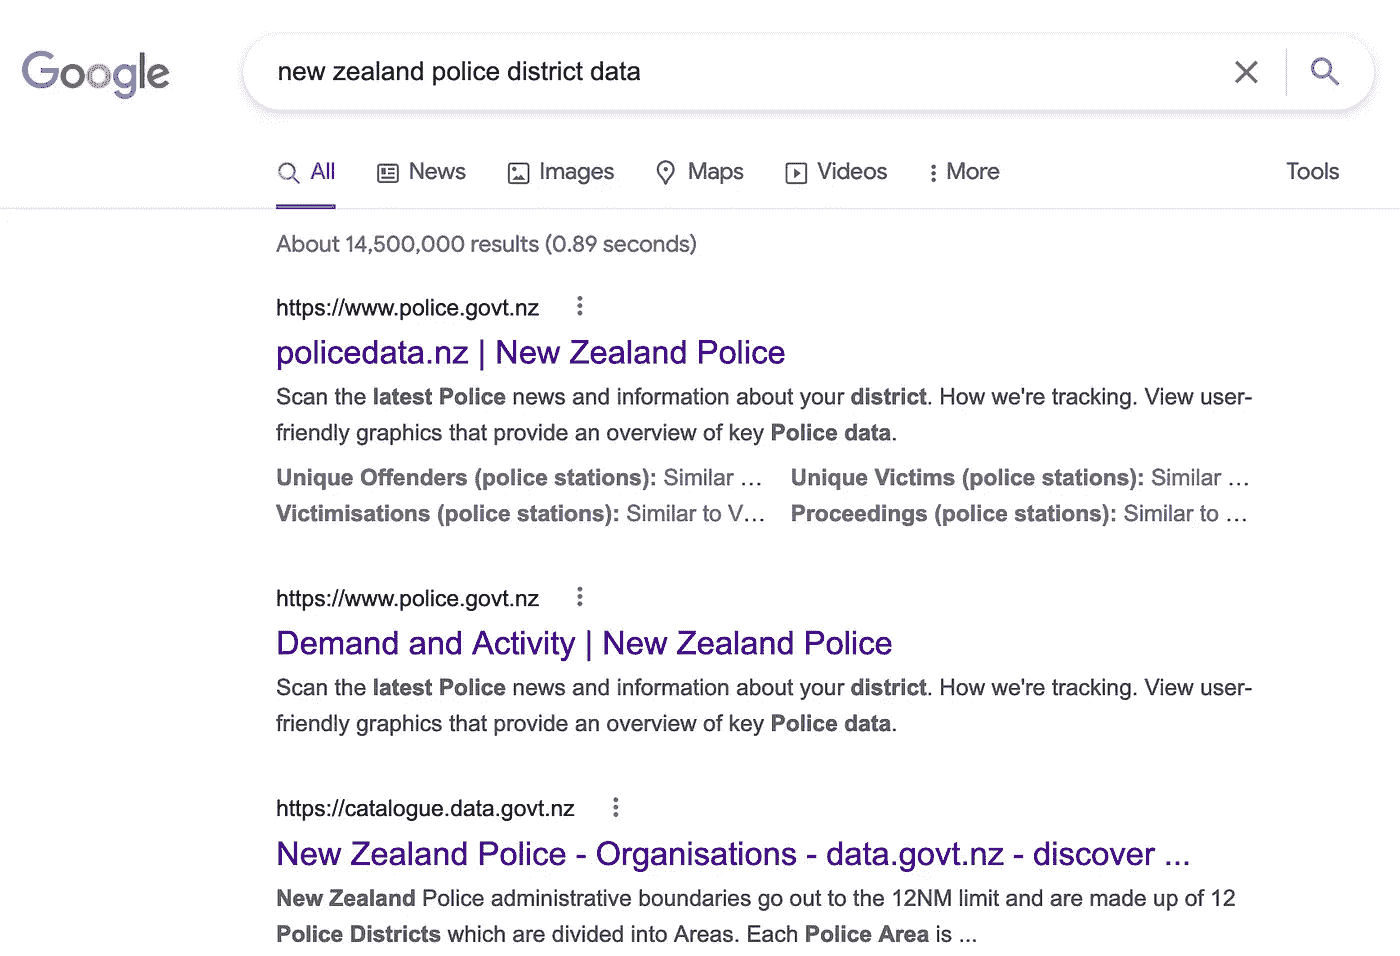 Google
new zealand police district data
All News Images Maps Videos More Tools
About 14,500,000 results (0.89 seconds)
https://www.police.govt.nz
policedata.nz | New Zealand Police
Scan the latest Police news and information about your district. How we're tracking. View user-
friendly graphics that provide an overview of key Police data.
Unique Offenders (police stations): Similar ... Unique Victims (police stations): Similar ...
Victimisations (police stations): Similar to V... Proceedings (police stations): Similar to ...
https://www.police.govt.nz
Demand and Activity | New Zealand Police
Scan the latest Police news and information about your district. How we're tracking. View user-
friendly graphics that provide an overview of key Police data.
https://catalogue.data.govt.nz
New Zealand Police - Organisations - data.govt.nz - discover ...
New Zealand Police administrative boundaries go out to the 12NM limit and are made up of 12
Police Districts which are divided into Areas. Each Police Area is ...